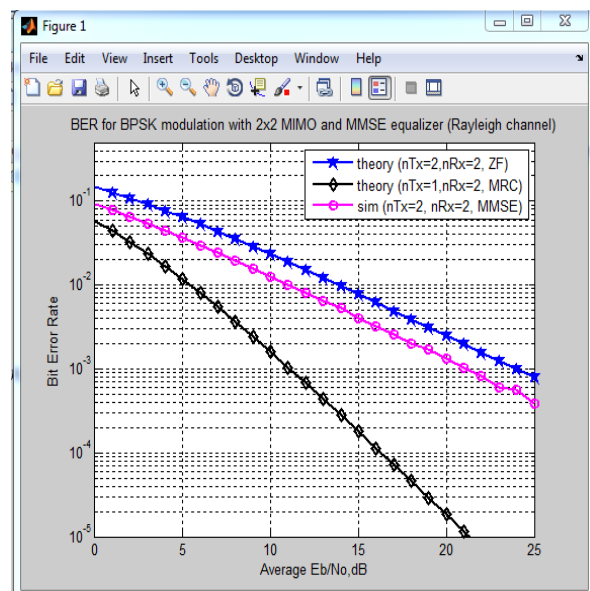 Figure 1
File Edit View Insert Tools Desktop Window Help
BER for BPSK modulation with 2x2 MIMO and MMSE equalizer (Rayleigh channel)
theory (nTx=2,nRx=2, ZF)
theory (nTx=1,nRx=2, MRC)
sim (nTx=2, nRx=2, MMSE)
10^-1
10^-2
10^-3
10^-4
10^-5
Bit Error Rate
0 5 10 15 20 25
Average Eb/No,dB